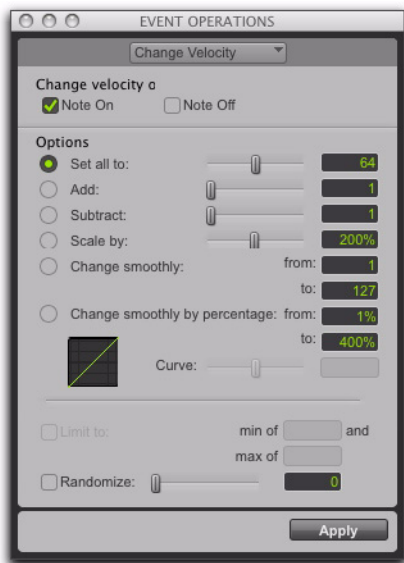 EVENT OPERATIONS
Change Velocity
Change velocity o
Note On Note Off
Options
Set all to: 64
Add: 1
Subtract: 1
Scale by: 200%
Change smoothly: from: 1
to: 127
Change smoothly by percentage: from: 1%
to: 400%
Curve:
Limit to: min of and
max of
Randomize: 0
Apply